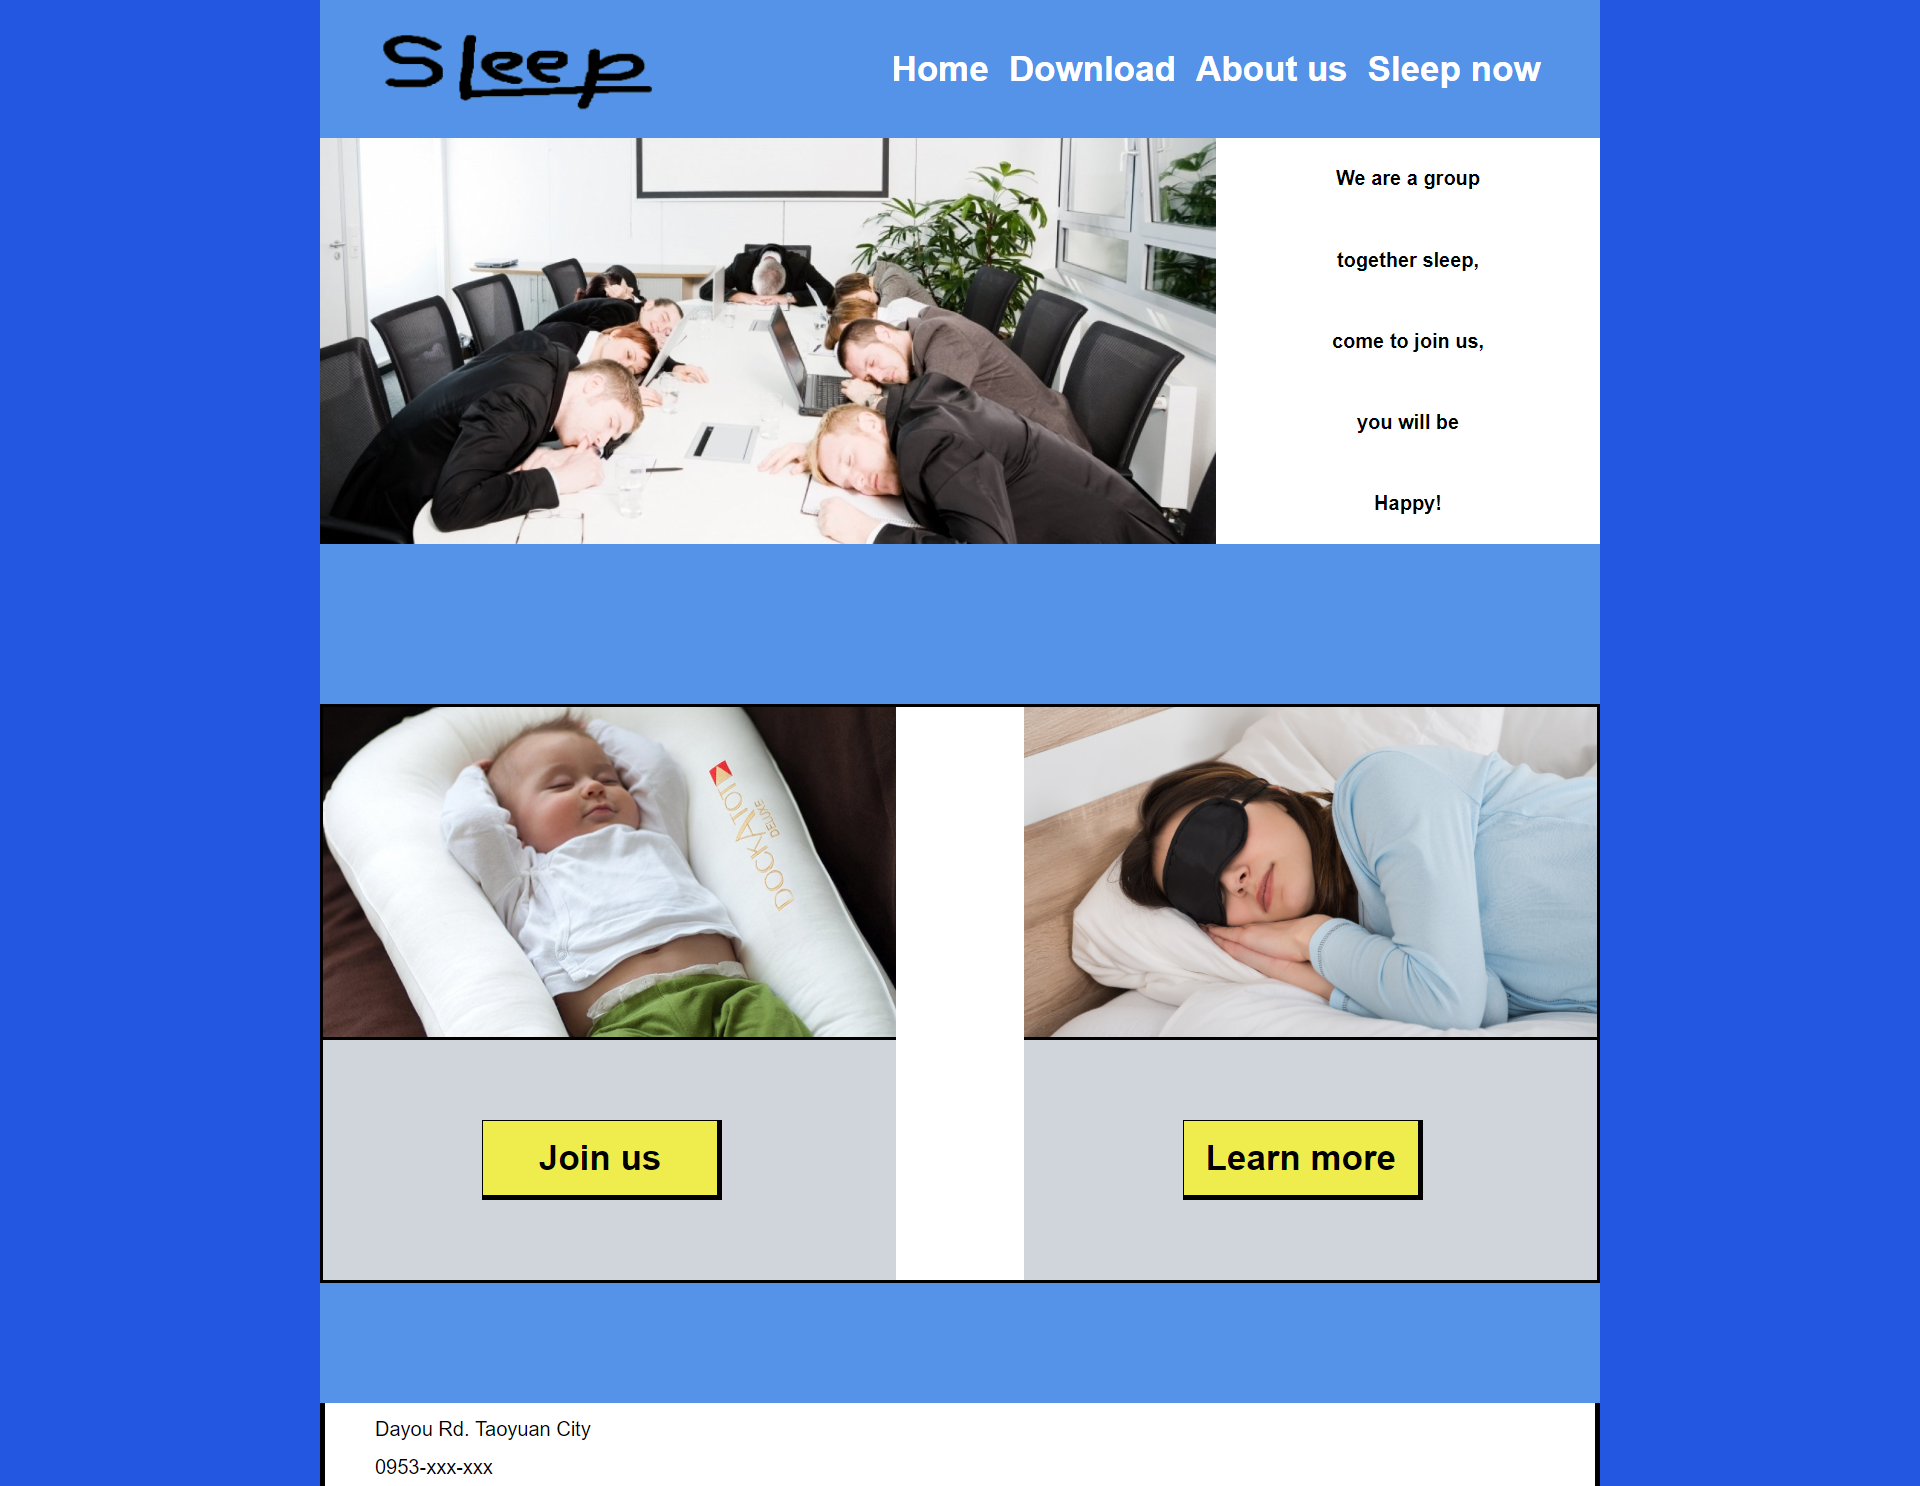 Sleep
Home Download About us Sleep now
We are a group
together sleep,
come to join us,
you will be
Happy!
DOCKATOT
DELUXE
Join us
Learn more
Dayou Rd. Taoyuan City
0953-xxx-xxx